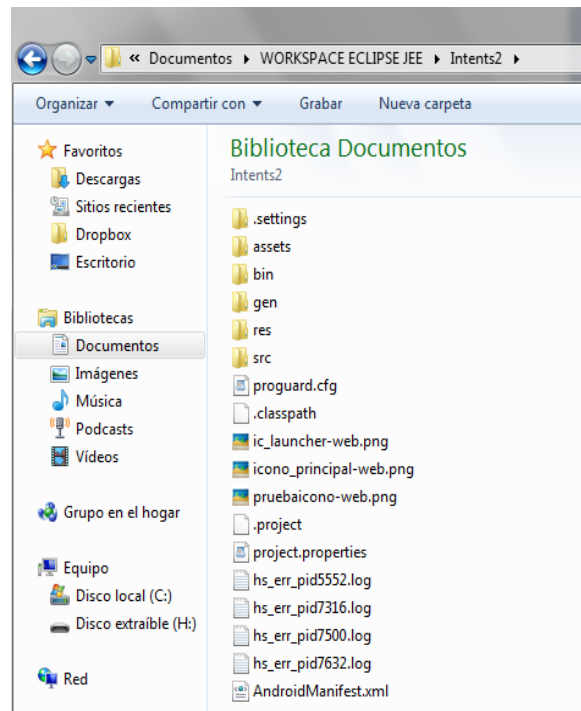 « Documentos ▸ WORKSPACE ECLIPSE JEE ▸ Intents2 ▸
Organizar ▾ Compartir con ▾ Grabar Nueva carpeta
Favoritos
Descargas
Sitios recientes
Dropbox
Escritorio
Bibliotecas
Documentos
Imágenes
Música
Podcasts
Vídeos
Grupo en el hogar
Equipo
Disco local (C:)
Disco extraíble (H:)
Red
Biblioteca Documentos
Intents2
.settings
assets
bin
gen
res
src
proguard.cfg
.classpath
ic_launcher-web.png
icono_principal-web.png
pruebaicono-web.png
.project
project.properties
hs_err_pid5552.log
hs_err_pid7316.log
hs_err_pid7500.log
hs_err_pid7632.log
AndroidManifest.xml